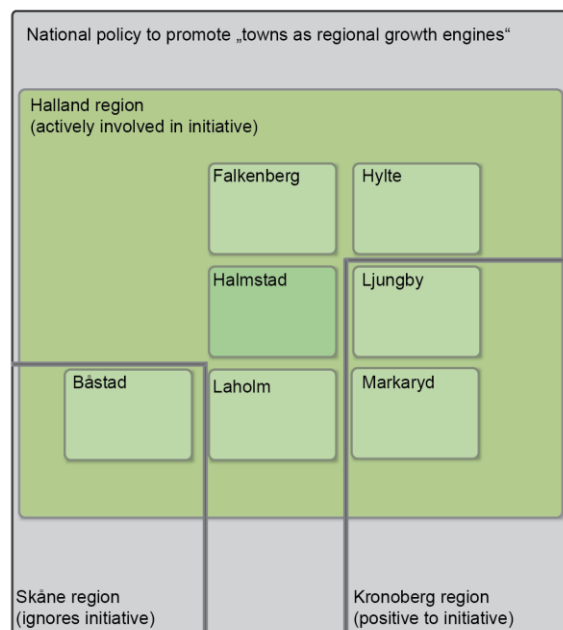 National policy to promote „towns as regional growth engines“
Halland region
(actively involved in initiative)
Falkenberg
Hylte
Halmstad
Ljungby
Båstad
Laholm
Markaryd
Skåne region
(ignores initiative)
Kronoberg region
(positive to initiative)